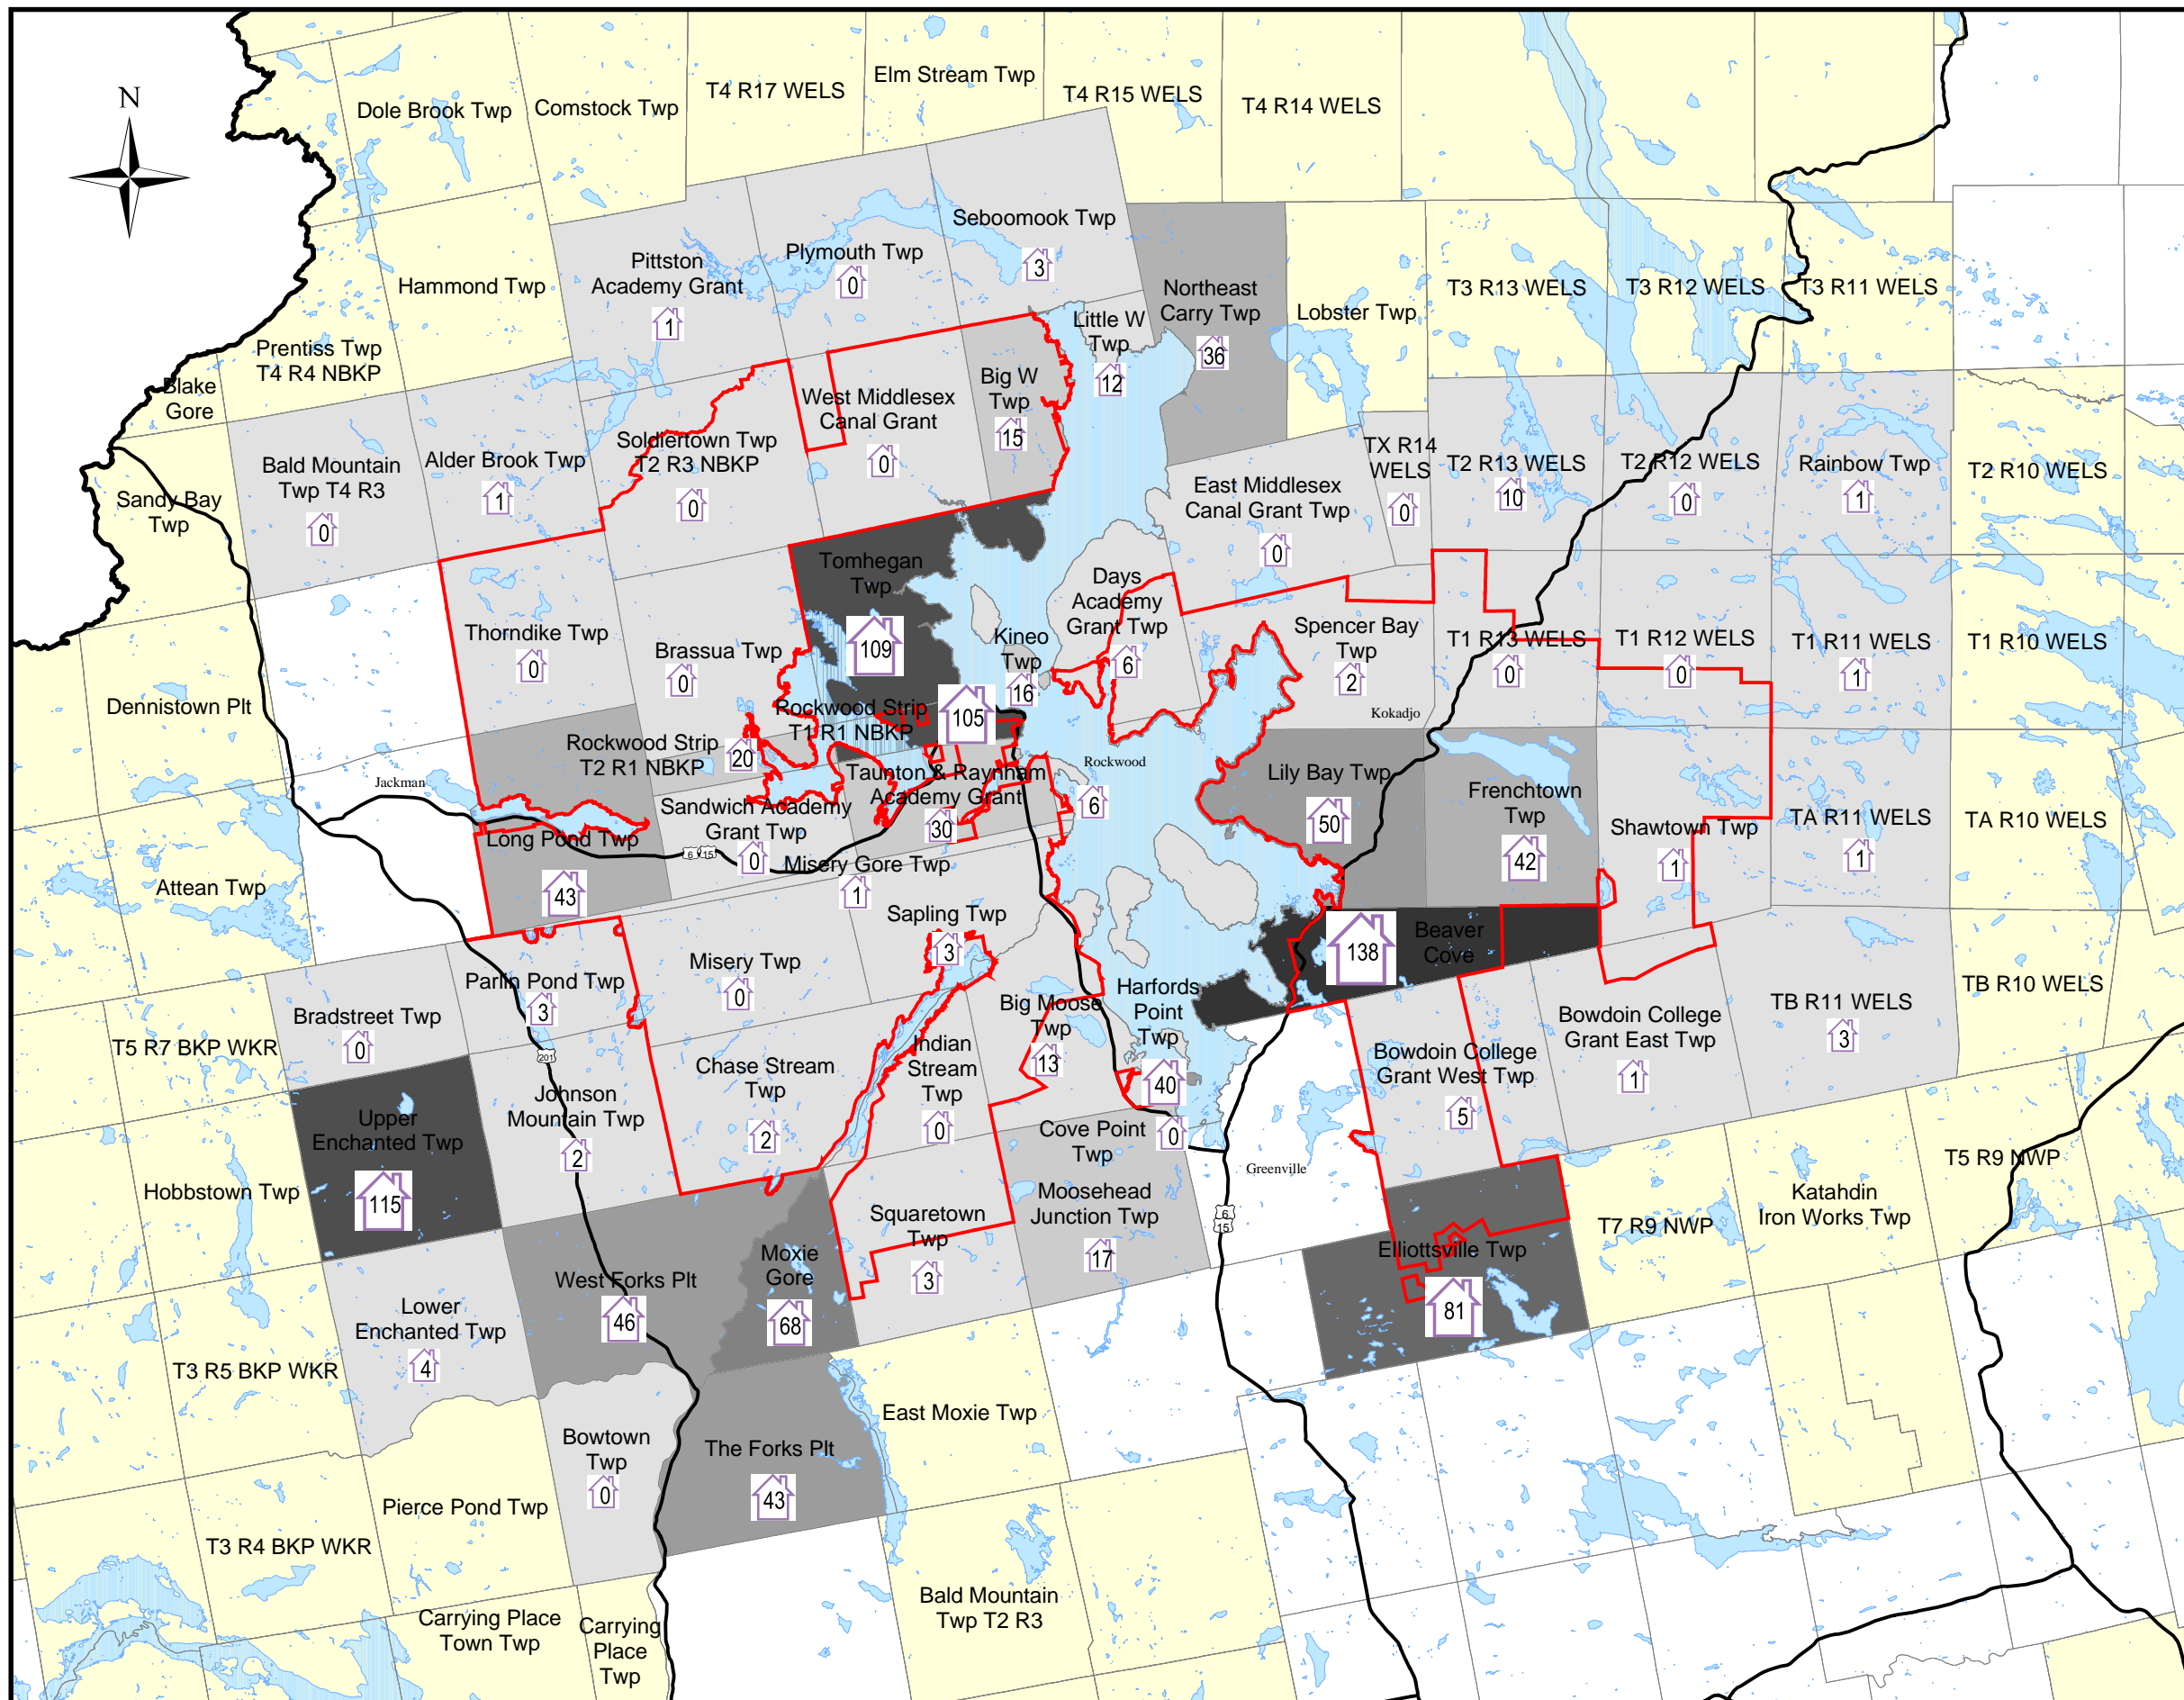 N
Dole Brook Twp
Comstock Twp
T4 R17 WELS
Elm Stream Twp
T4 R15 WELS
T4 R14 WELS
Hammond Twp
Pittston
Academy Grant
1
Plymouth Twp
0
Seboomook Twp
3
Northeast
Carry Twp
36
Lobster Twp
T3 R13 WELS
T3 R12 WELS
T3 R11 WELS
Prentiss Twp
T4 R4 NBKP
Blake
Gore
Little W
Twp
12
Big W
Twp
15
West Middlesex
Canal Grant
0
Soldiertown Twp
T2 R3 NBKP
0
Alder Brook Twp
1
Bald Mountain
Twp T4 R3
0
Sandy Bay
Twp
East Middlesex
Canal Grant Twp
0
TX R14
WELS
0
T2 R13 WELS
10
T2 R12 WELS
0
Rainbow Twp
1
T2 R10 WELS
Tomhegan
Twp
109
Days
Academy
Grant Twp
6
Kineo
Twp
16
Spencer Bay
Twp
2
T1 R13 WELS
0
T1 R12 WELS
0
T1 R11 WELS
1
T1 R10 WELS
Thorndike Twp
0
Brassua Twp
0
Dennistown Plt
Rockwood Strip
T1 R1 NBKP
105
Rockwood Strip
T2 R1 NBKP
20
Kokadjo
Rockwood
Jackman
Taunton & Raynham
Academy Grant
30
6
Sandwich Academy
Grant Twp
0
Lily Bay Twp
50
Frenchtown
Twp
42
Shawtown Twp
1
TA R11 WELS
1
TA R10 WELS
Long Pond Twp
43
6 15
Misery Gore Twp
1
Attean Twp
Sapling Twp
3
Misery Twp
0
Parlin Pond Twp
3
Bradstreet Twp
0
T5 R7 BKP WKR
201
138
Beaver
Cove
Harfords
Point
Twp
40
Big Moose
Twp
13
Indian
Stream
Twp
0
Chase Stream
Twp
2
Johnson
Mountain Twp
2
Upper
Enchanted Twp
115
Hobbstown Twp
Bowdoin College
Grant West Twp
5
Bowdoin College
Grant East Twp
1
TB R11 WELS
3
TB R10 WELS
Cove Point
Twp
0
Greenville
6
15
Moosehead
Junction Twp
17
Squaretown
Twp
3
Moxie
Gore
68
West Forks Plt
46
Lower
Enchanted Twp
4
T3 R5 BKP WKR
Elliottsville Twp
81
T7 R9 NWP
Katahdin
Iron Works Twp
T5 R9 NWP
East Moxie Twp
The Forks Plt
43
Bowtown
Twp
0
Pierce Pond Twp
T3 R4 BKP WKR
Bald Mountain
Twp T2 R3
Carrying Place
Town Twp
Carrying
Place
Twp